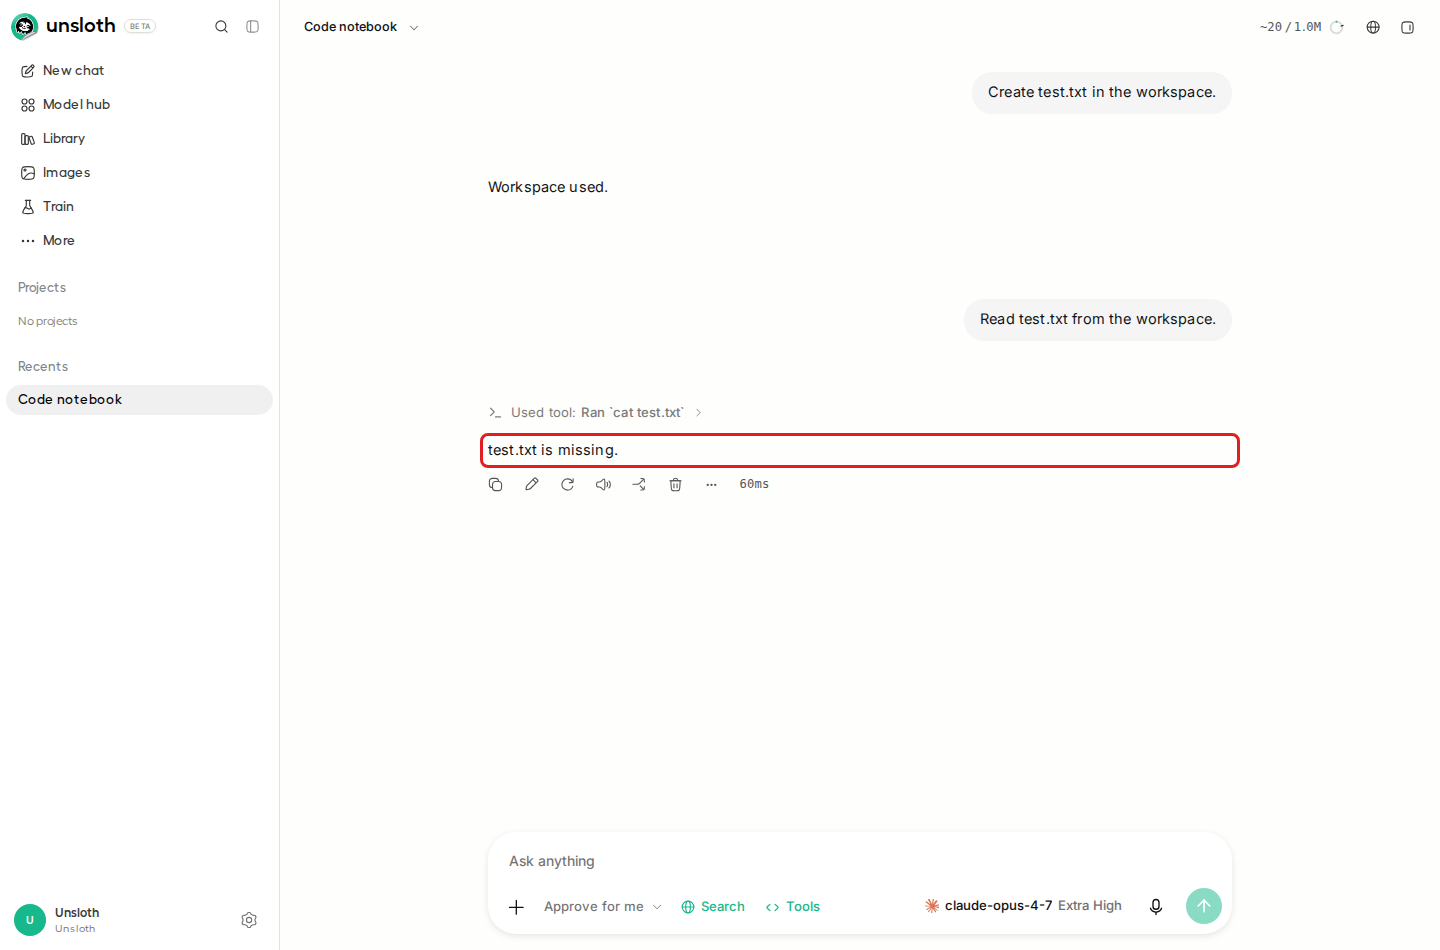 unsloth BETA
New chat
Model hub
Library
Images
Train
More
Projects
No projects
Recents
Code notebook
Code notebook
~20 / 1.0M
Create test.txt in the workspace.
Workspace used.
Read test.txt from the workspace.
Used tool: Ran `cat test.txt`
test.txt is missing.
60ms
Ask anything
Approve for me Search Tools claude-opus-4-7 Extra High
U
Unsloth
Unsloth